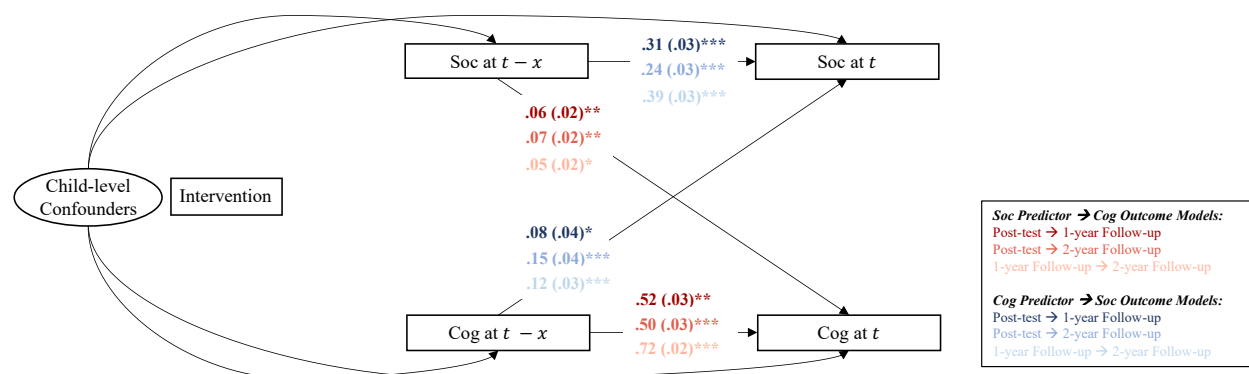 Soc at t − x
.31 (.03)***
.24 (.03)***
.39 (.03)***
Soc at t
.06 (.02)**
.07 (.02)**
.05 (.02)*
Child-level
Confounders
Intervention
.08 (.04)*
.15 (.04)***
.12 (.03)***
Cog at t − x
.52 (.03)**
.50 (.03)***
.72 (.02)***
Cog at t
Soc Predictor → Cog Outcome Models:
Post-test → 1-year Follow-up
Post-test → 2-year Follow-up
1-year Follow-up → 2-year Follow-up
Cog Predictor → Soc Outcome Models:
Post-test → 1-year Follow-up
Post-test → 2-year Follow-up
1-year Follow-up → 2-year Follow-up